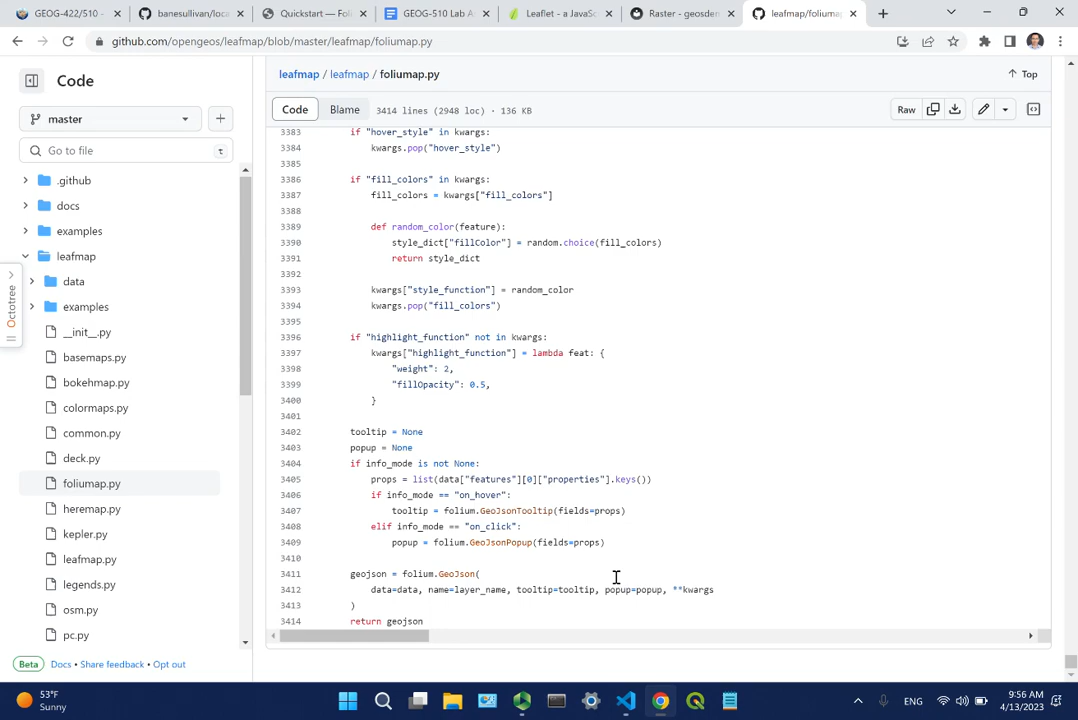 GEOG-422/510 -
banesullivan/loca
Quickstart — Fol
GEOG-510 Lab A
Leaflet - a JavaSc
Raster - geosden
leafmap/foliuma
github.com/opengeos/leafmap/blob/master/leafmap/foliumap.py
Code
master
Go to file
t
.github
docs
examples
leafmap
data
examples
__init__.py
basemaps.py
bokehmap.py
colormaps.py
common.py
deck.py
foliumap.py
heremap.py
kepler.py
leafmap.py
legends.py
osm.py
pc.py
Octotree
Beta Docs • Share feedback • Opt out
leafmap / leafmap / foliumap.py
Top
Code Blame 3414 lines (2948 loc) · 136 KB
Raw
3383 if "hover_style" in kwargs:
3384 kwargs.pop("hover_style")
3385
3386 if "fill_colors" in kwargs:
3387 fill_colors = kwargs["fill_colors"]
3388
3389 def random_color(feature):
3390 style_dict["fillColor"] = random.choice(fill_colors)
3391 return style_dict
3392
3393 kwargs["style_function"] = random_color
3394 kwargs.pop("fill_colors")
3395
3396 if "highlight_function" not in kwargs:
3397 kwargs["highlight_function"] = lambda feat: {
3398 "weight": 2,
3399 "fillOpacity": 0.5,
3400 }
3401
3402 tooltip = None
3403 popup = None
3404 if info_mode is not None:
3405 props = list(data["features"][0]["properties"].keys())
3406 if info_mode == "on_hover":
3407 tooltip = folium.GeoJsonTooltip(fields=props)
3408 elif info_mode == "on_click":
3409 popup = folium.GeoJsonPopup(fields=props)
3410
3411 geojson = folium.GeoJson(
3412 data=data, name=layer_name, tooltip=tooltip, popup=popup, **kwargs
3413 )
3414 return geojson
53°F
Sunny
ENG
9:56 AM
4/13/2023